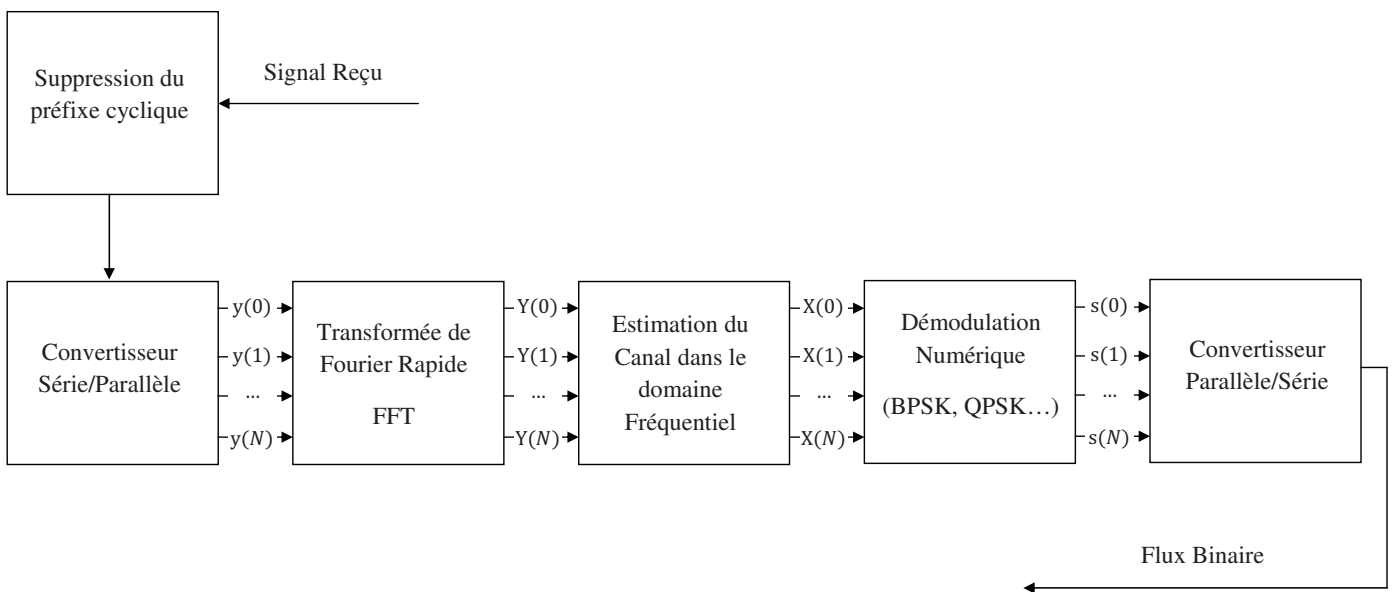 Signal Reçu
Suppression du
préfixe cyclique
Convertisseur
Série/Parallèle
y(0)
y(1)
...
y(N)
Transformée de
Fourier Rapide
FFT
Y(0)
Y(1)
...
Y(N)
Estimation du
Canal dans le
domaine
Fréquentiel
X(0)
X(1)
...
X(N)
Démodulation
Numérique
(BPSK, QPSK…)
s(0)
s(1)
...
s(N)
Convertisseur
Parallèle/Série
Flux Binaire